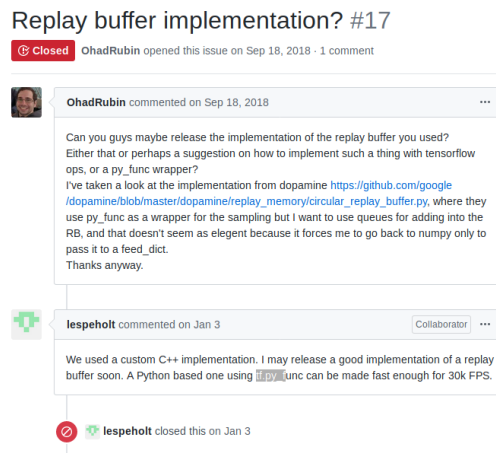 Replay buffer implementation? #17
Closed OhadRubin opened this issue on Sep 18, 2018 · 1 comment
OhadRubin commented on Sep 18, 2018 ···
Can you guys maybe release the implementation of the replay buffer you used?
Either that or perhaps a suggestion on how to implement such a thing with tensorflow
ops, or a py_func wrapper?
I've taken a look at the implementation from dopamine https://github.com/google
/dopamine/blob/master/dopamine/replay_memory/circular_replay_buffer.py, where they
use py_func as a wrapper for the sampling but I want to use queues for adding into the
RB, and that doesn't seem as elegent because it forces me to go back to numpy only to
pass it to a feed_dict.
Thanks anyway.
lespeholt commented on Jan 3 Collaborator ···
We used a custom C++ implementation. I may release a good implementation of a replay
buffer soon. A Python based one using tf.py_func can be made fast enough for 30k FPS.
lespeholt closed this on Jan 3